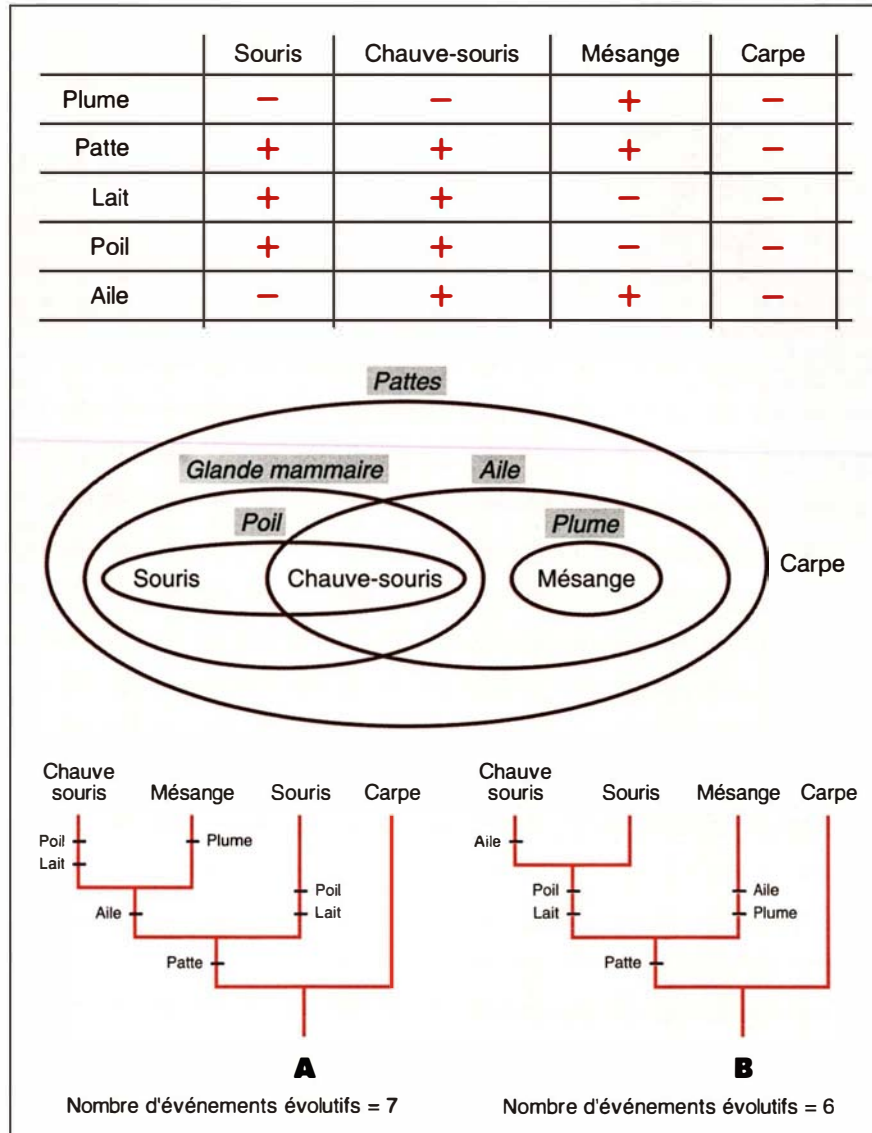 Souris Chauve-souris Mésange Carpe
Plume − − + −
Patte + + + −
Lait + + − −
Poil + + − −
Aile − + + −
Pattes
Glande mammaire Aile
Poil Plume
Souris Chauve-souris Mésange Carpe
Chauve
souris Mésange Souris Carpe
Poil
Lait
Plume
Aile
Poil
Lait
Patte
A
Nombre d'événements évolutifs = 7
Chauve
souris Souris Mésange Carpe
Aile
Poil
Lait
Aile
Plume
Patte
B
Nombre d'événements évolutifs = 6